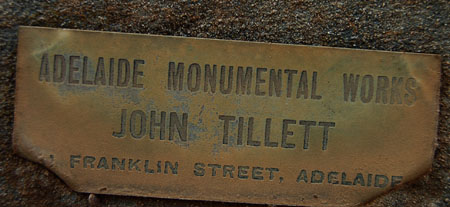 ADELAIDE MONUMENTAL WORKS
JOHN TILLETT
FRANKLIN STREET, ADELAIDE